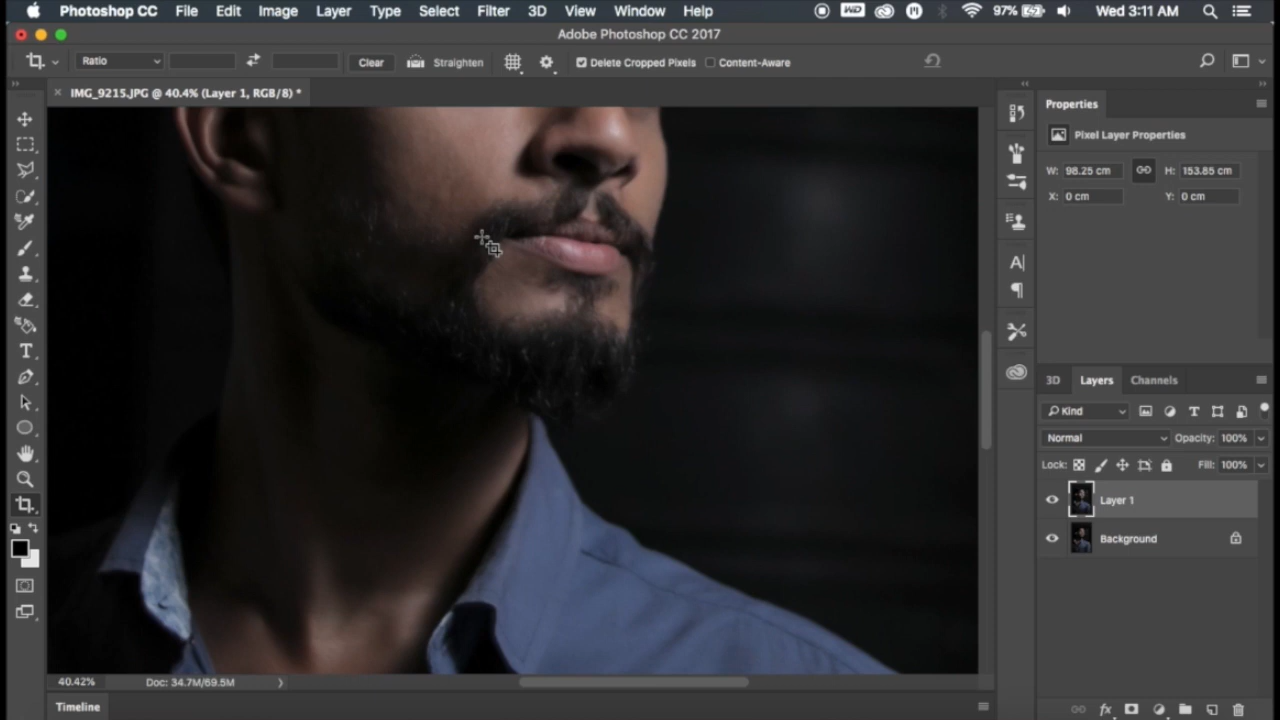 Photoshop CC File Edit Image Layer Type Select Filter 3D View Window Help 97% Wed 3:11 AM
Adobe Photoshop CC 2017
Ratio Clear Straighten Delete Cropped Pixels Content-Aware
IMG_9215.JPG @ 40.4% (Layer 1, RGB/8) *
Properties
Pixel Layer Properties
W: 98.25 cm H: 153.85 cm
X: 0 cm Y: 0 cm
3D Layers Channels
Kind
Normal Opacity: 100%
Lock: Fill: 100%
Layer 1
Background
40.42% Doc: 34.7M/69.5M
Timeline